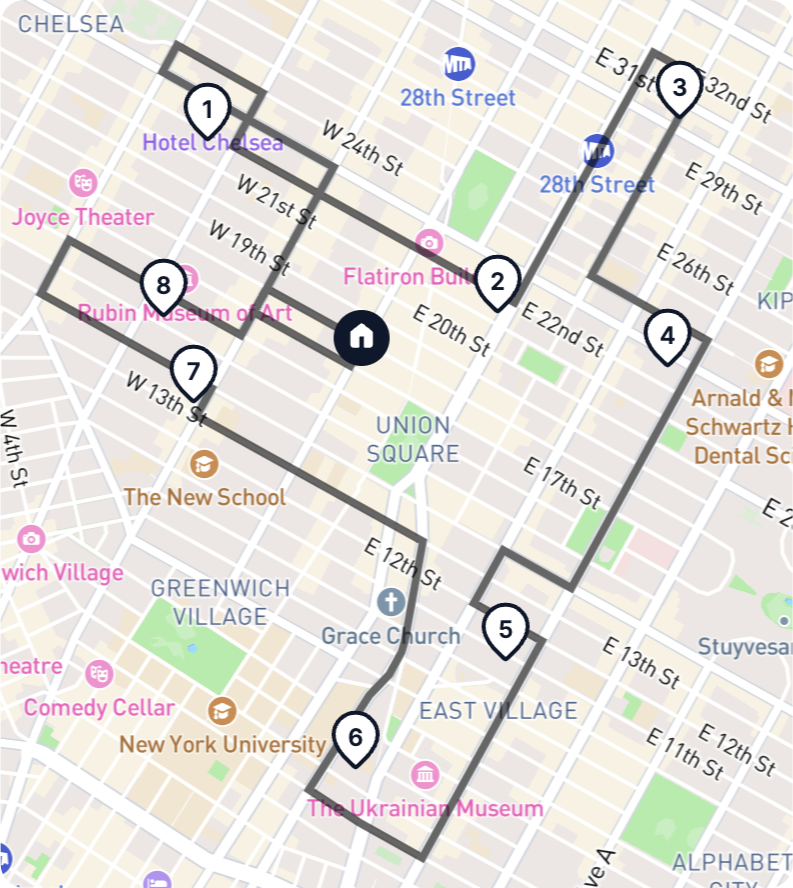 CHELSEA
28th Street
E 31st
E 32nd St
3
1
Hotel Chelsea
W 24th St
28th Street
E 29th St
Joyce Theater
W 21st St
W 19th St
E 26th St
Flatiron Buil
2
8
Rubin Museum of Art
E 20th St
E 22nd St
4
KIP
7
W 13th St
Arnald & M
Schwartz H
Dental Sci
W 4th St
UNION
SQUARE
The New School
E 17th St
E 2
wich Village
E 12th St
GREENWICH
VILLAGE
Grace Church
5
Stuyvesa
E 13th St
heatre
Comedy Cellar
EAST VILLAGE
New York University
6
E 11th St
E 12th St
The Ukrainian Museum
ve A
ALPHABET
CITY